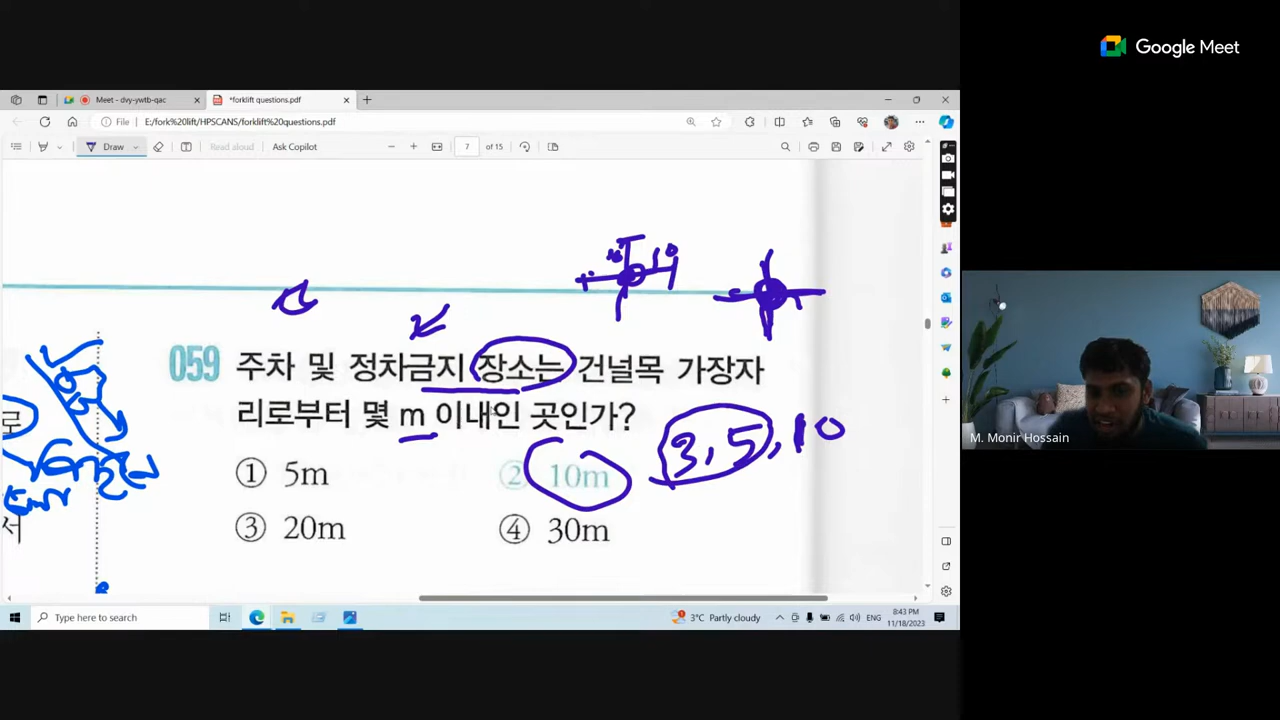 Google Meet
Meet - dvy-ywtb-qac
*forklift questions.pdf
File
E:/fork%20lift/HPSCANS/forklift%20questions.pdf
Draw
Read aloud
Ask Copilot
7
of 15
10
059 주차 및 정차금지 장소는 건널목 가장자
리로부터 몇 m 이내인 곳인가?
3, 5, 10
① 5m
② 10m
③ 20m
④ 30m
로
서
M. Monir Hossain
Type here to search
3°C Partly cloudy
ENG
8:43 PM
11/18/2023